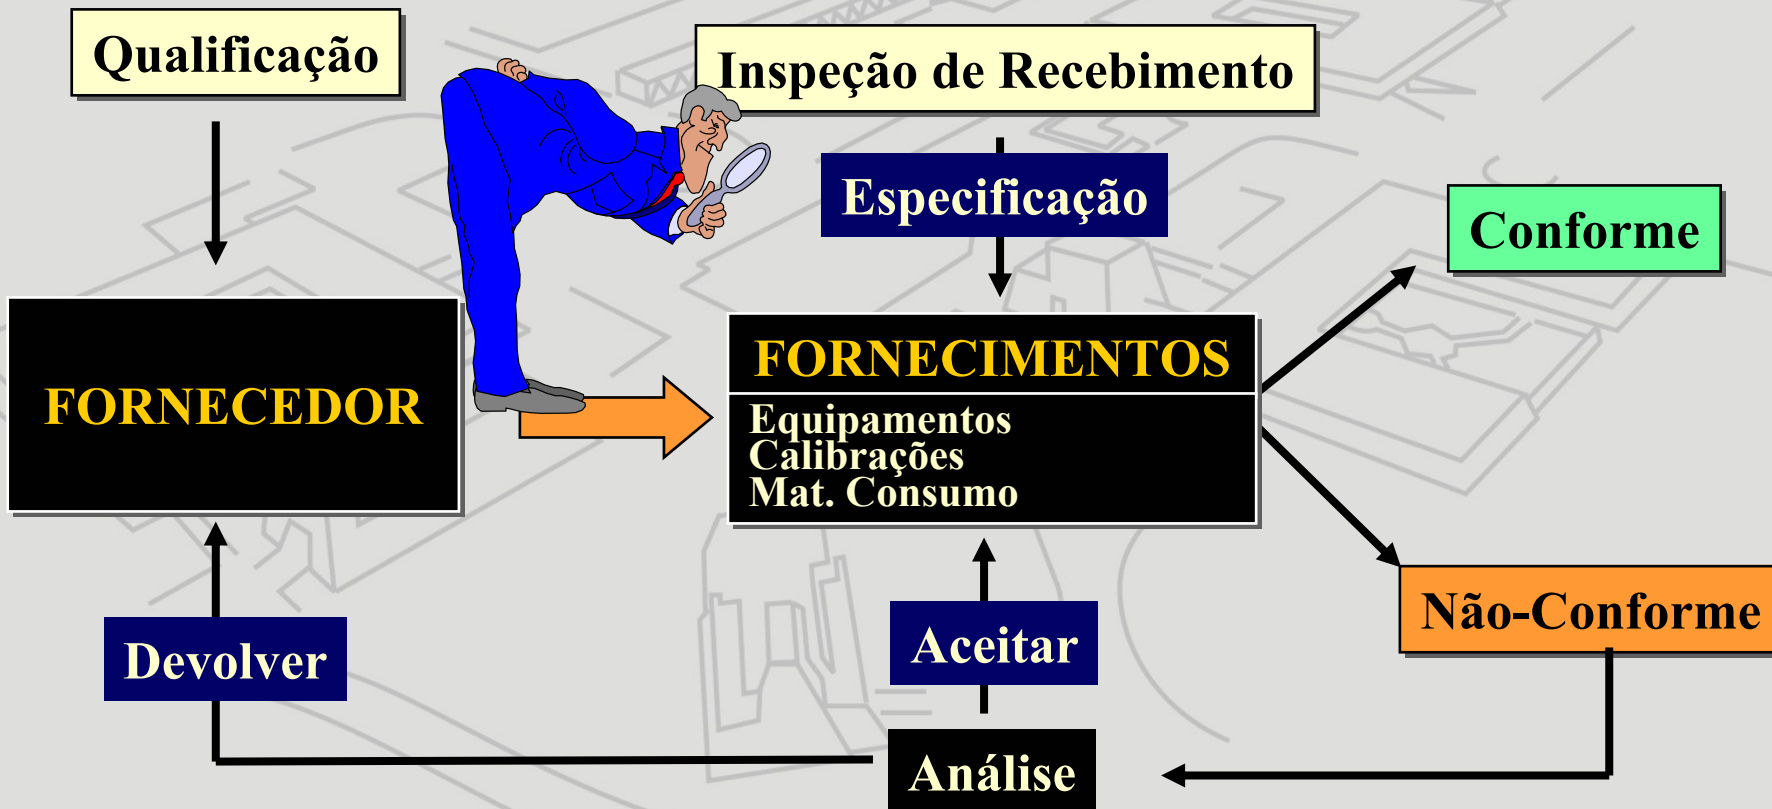 Qualificação
Inspeção de Recebimento
Especificação
Conforme
FORNECEDOR
FORNECIMENTOS
Equipamentos
Calibrações
Mat. Consumo
Não-Conforme
Devolver
Aceitar
Análise